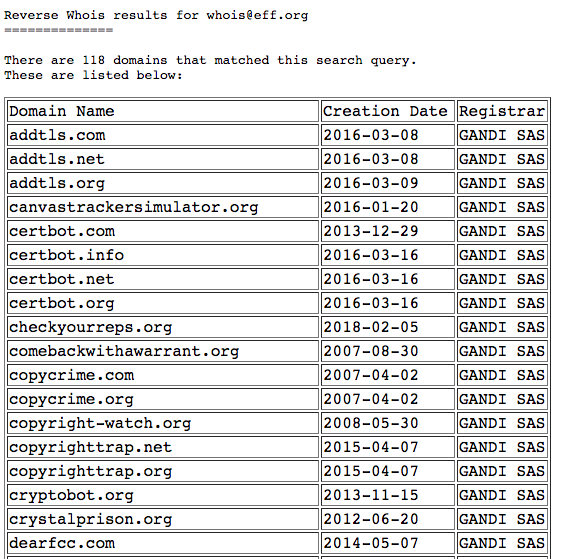 Reverse Whois results for whois@eff.org
==============
There are 118 domains that matched this search query.
These are listed below:
Domain Name Creation Date Registrar
addtls.com 2016-03-08 GANDI SAS
addtls.net 2016-03-08 GANDI SAS
addtls.org 2016-03-09 GANDI SAS
canvastrackersimulator.org 2016-01-20 GANDI SAS
certbot.com 2013-12-29 GANDI SAS
certbot.info 2016-03-16 GANDI SAS
certbot.net 2016-03-16 GANDI SAS
certbot.org 2016-03-16 GANDI SAS
checkyourreps.org 2018-02-05 GANDI SAS
comebackwithawarrant.org 2007-08-30 GANDI SAS
copycrime.com 2007-04-02 GANDI SAS
copycrime.org 2007-04-02 GANDI SAS
copyright-watch.org 2008-05-30 GANDI SAS
copyrighttrap.net 2015-04-07 GANDI SAS
copyrighttrap.org 2015-04-07 GANDI SAS
cryptobot.org 2013-11-15 GANDI SAS
crystalprison.org 2012-06-20 GANDI SAS
dearfcc.com 2014-05-07 GANDI SAS